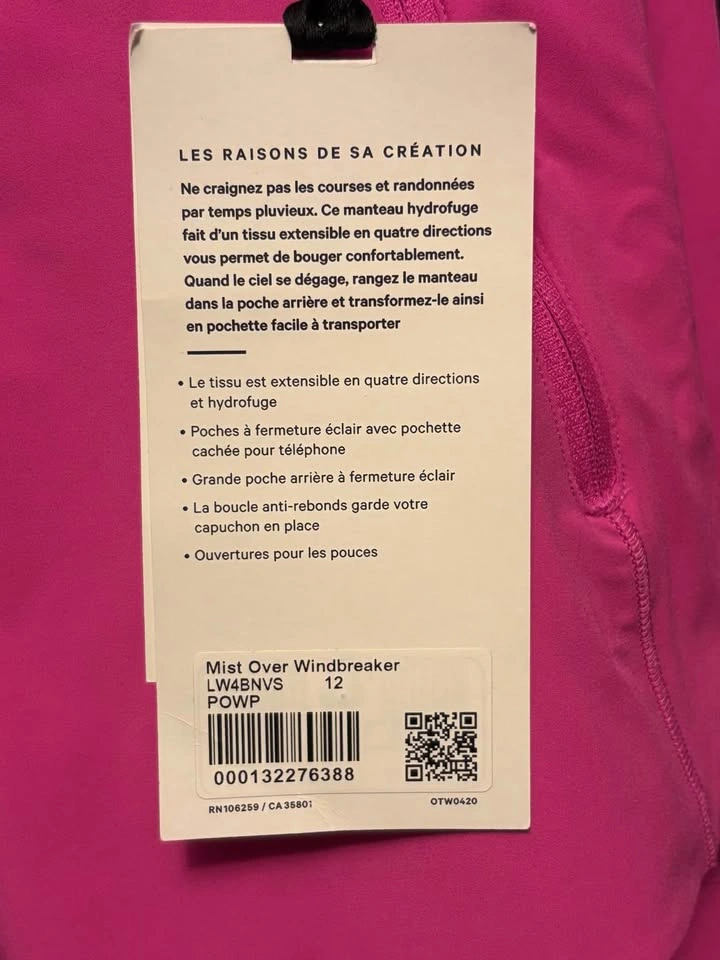 LES RAISONS DE SA CRÉATION
Ne craignez pas les courses et randonnées
par temps pluvieux. Ce manteau hydrofuge
fait d'un tissu extensible en quatre directions
vous permet de bouger confortablement.
Quand le ciel se dégage, rangez le manteau
dans la poche arrière et transformez-le ainsi
en pochette facile à transporter
• Le tissu est extensible en quatre directions
et hydrofuge
• Poches à fermeture éclair avec pochette
cachée pour téléphone
• Grande poche arrière à fermeture éclair
• La boucle anti-rebonds garde votre
capuchon en place
• Ouvertures pour les pouces
Mist Over Windbreaker
LW4BNVS 12
POWP
000132276388
RN106259 / CA35801 OTW0420